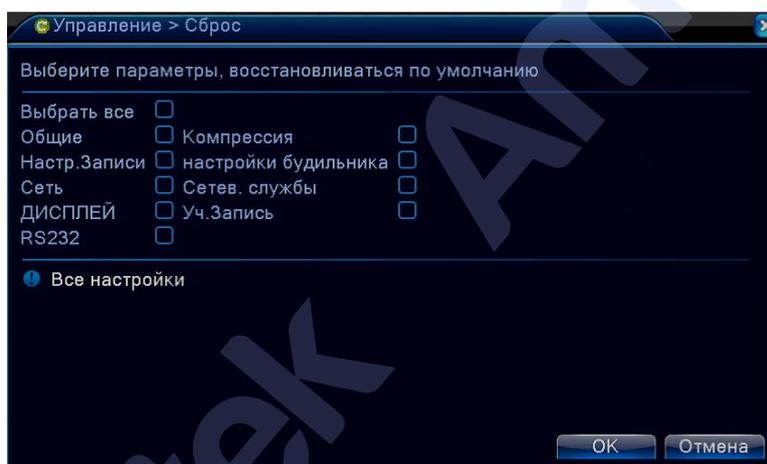 Управление > Сброс
Выберите параметры, восстановливаться по умолчанию
Выбрать все
Общие Компрессия
Настр.Записи настройки будильника
Сеть Сетев. службы
ДИСПЛЕЙ Уч.Запись
RS232
Все настройки
OK Отмена